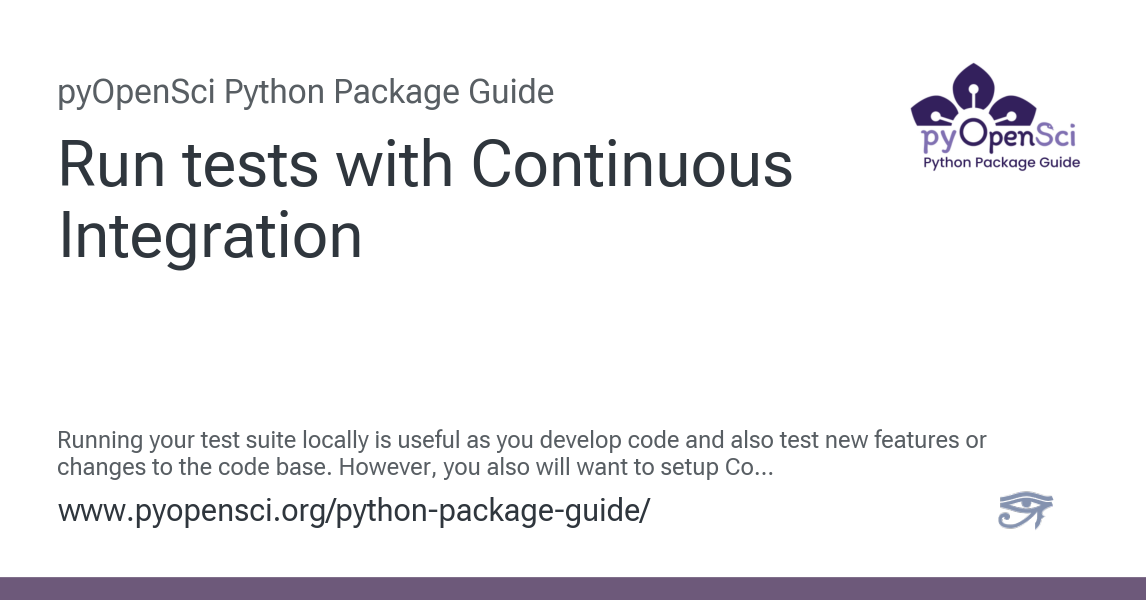 pyOpenSci Python Package Guide
Run tests with Continuous
Integration
pyOpenSci
Python Package Guide
Running your test suite locally is useful as you develop code and also test new features or
changes to the code base. However, you also will want to setup Co...
www.pyopensci.org/python-package-guide/